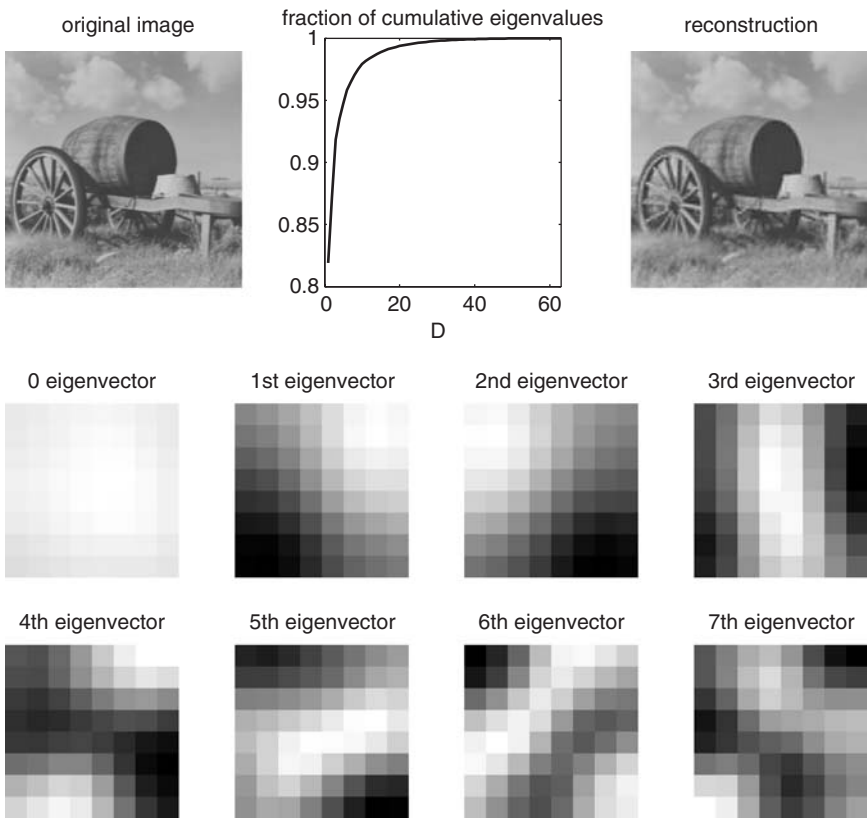 original image
fraction of cumulative eigenvalues
reconstruction
1
0.95
0.9
0.85
0.8
0 20 40 60
D
0 eigenvector 1st eigenvector 2nd eigenvector 3rd eigenvector
4th eigenvector 5th eigenvector 6th eigenvector 7th eigenvector